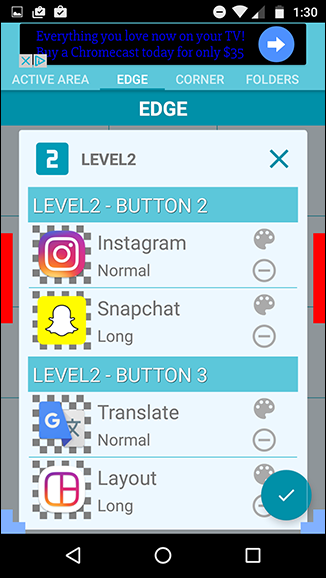 1:30
Everything you love now on your TV!
Buy a Chromecast today for only $35
ACTIVE AREA EDGE CORNER FOLDERS
EDGE
2 LEVEL2
LEVEL2 - BUTTON 2
Instagram
Normal
Snapchat
Long
LEVEL2 - BUTTON 3
G 文
Translate
Normal
Layout
Long